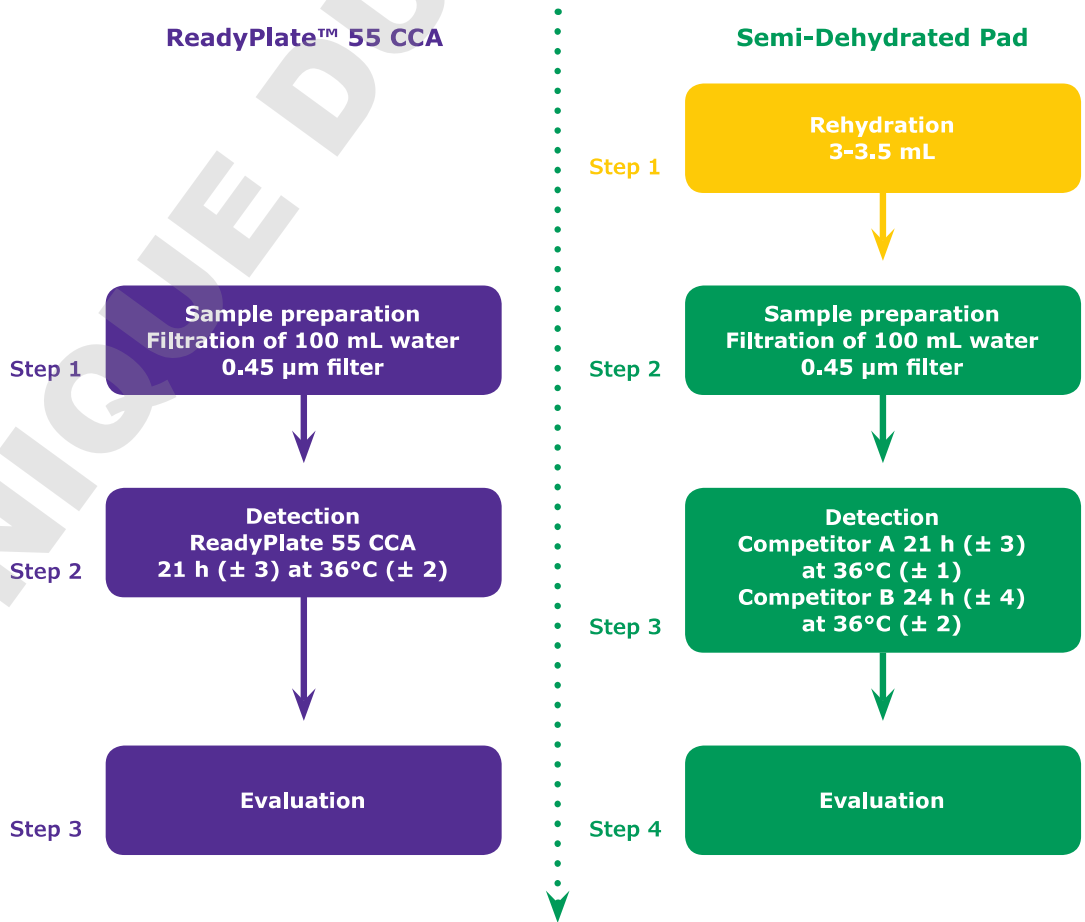 ReadyPlate™ 55 CCA
Step 1
Sample preparation
Filtration of 100 mL water
0.45 µm filter
Step 2
Detection
ReadyPlate 55 CCA
21 h (± 3) at 36°C (± 2)
Step 3
Evaluation
Semi-Dehydrated Pad
Step 1
Rehydration
3–3.5 mL
Step 2
Sample preparation
Filtration of 100 mL water
0.45 µm filter
Step 3
Detection
Competitor A 21 h (± 3)
at 36°C (± 1)
Competitor B 24 h (± 4)
at 36°C (± 2)
Step 4
Evaluation